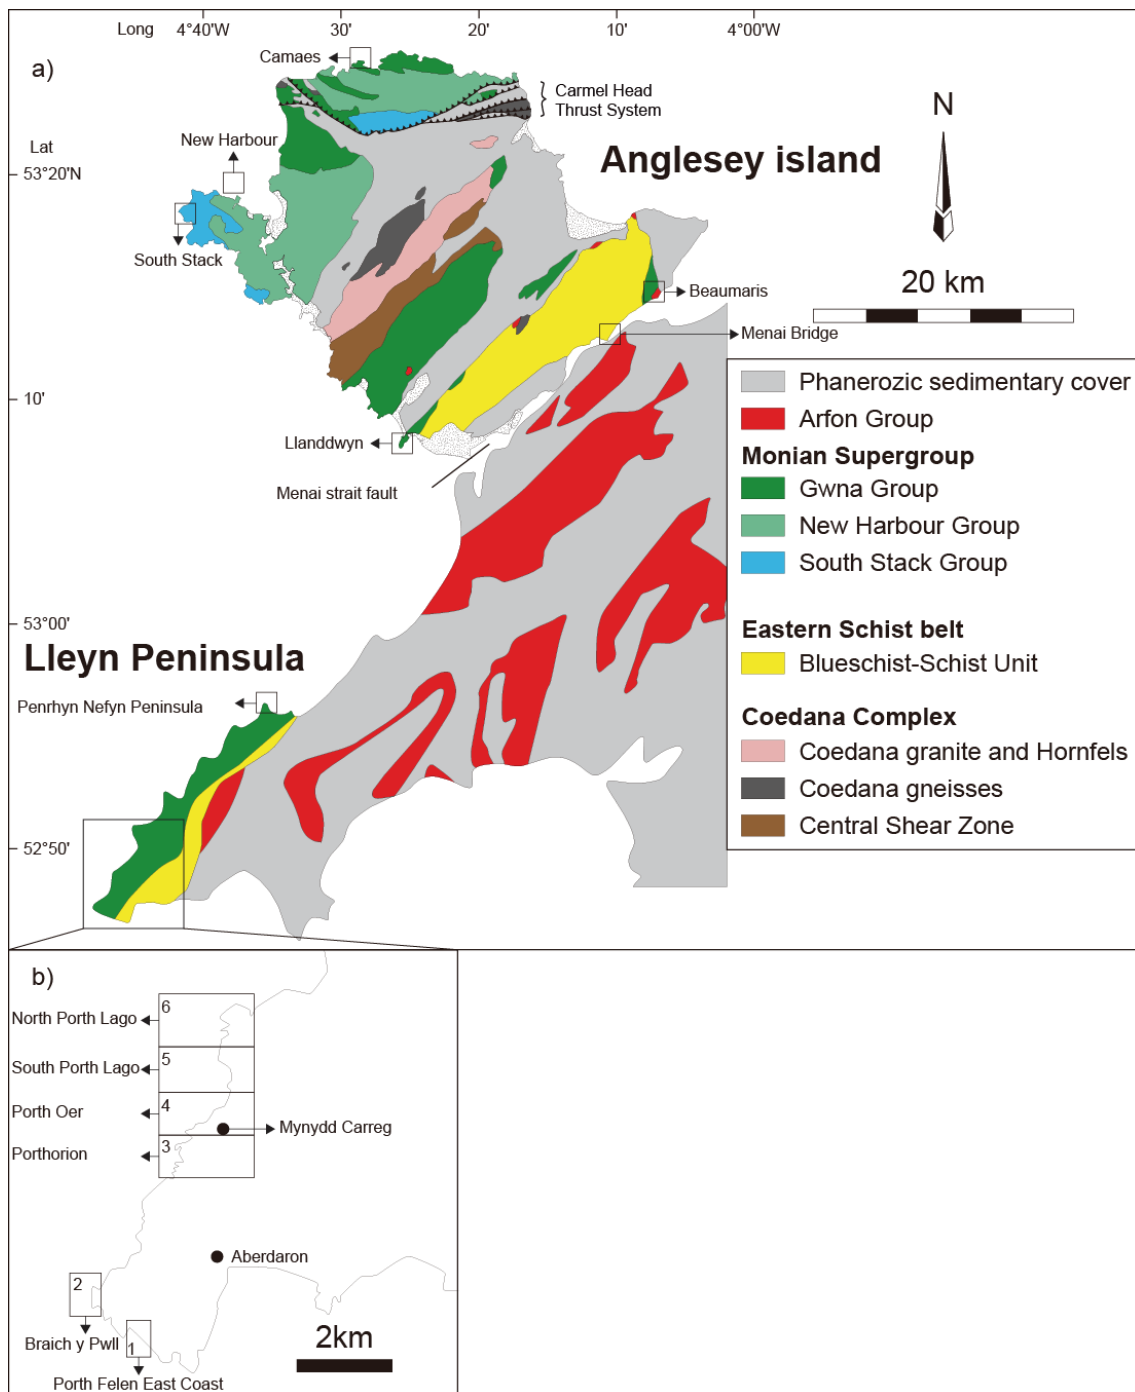 Long 4°40'W 30' 20' 10' 4°00'W
a)
Camaes
Carmel Head
Thrust System
N
New Harbour
Lat
53°20'N
Anglesey island
South Stack
20 km
Beaumaris
Menai Bridge
10'
Llanddwyn
Menai strait fault
Phanerozic sedimentary cover
Arfon Group
Monian Supergroup
Gwna Group
New Harbour Group
South Stack Group
Eastern Schist belt
Blueschist-Schist Unit
Coedana Complex
Coedana granite and Hornfels
Coedana gneisses
Central Shear Zone
53°00'
Lleyn Peninsula
Penrhyn Nefyn Peninsula
52°50'
b)
6
North Porth Lago
5
South Porth Lago
4
Porth Oer
Mynydd Carreg
3
Porthorion
Aberdaron
2
Braich y Pwll
1
Porth Felen East Coast
2km